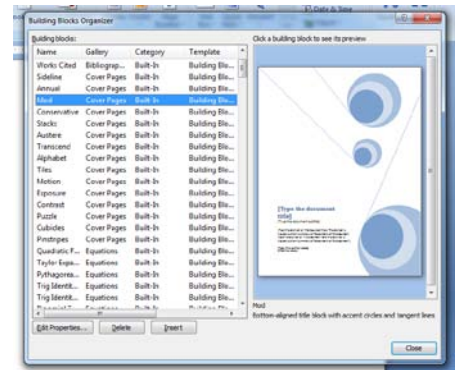 Data & Time
Building Blocks Organizer
Building blocks:
Click a building block to see its preview
Name Gallery Category Template
Works Cited Bibliograp... Built-In Building Blo...
Sideline Cover Pages Built-In Building Blo...
Annual Cover Pages Built-In Building Blo...
Mod Cover Pages Built-In Building Blo...
Conservative Cover Pages Built-In Building Blo...
Stacks Cover Pages Built-In Building Blo...
Austere Cover Pages Built-In Building Blo...
Transcend Cover Pages Built-In Building Blo...
Alphabet Cover Pages Built-In Building Blo...
Tiles Cover Pages Built-In Building Blo...
Motion Cover Pages Built-In Building Blo...
Exposure Cover Pages Built-In Building Blo...
Contrast Cover Pages Built-In Building Blo...
Puzzle Cover Pages Built-In Building Blo...
Cubicles Cover Pages Built-In Building Blo...
Pinstripes Cover Pages Built-In Building Blo...
Quadratic F... Equations Built-In Building Blo...
Taylor Expa... Equations Built-In Building Blo...
Pythagorea... Equations Built-In Building Blo...
Trig Identit... Equations Built-In Building Blo...
Trig Identit... Equations Built-In Building Blo...
[Type the document
title]
Mod
Bottom-aligned title block with accent circles and tangent lines
Edit Properties... Delete Insert
Close